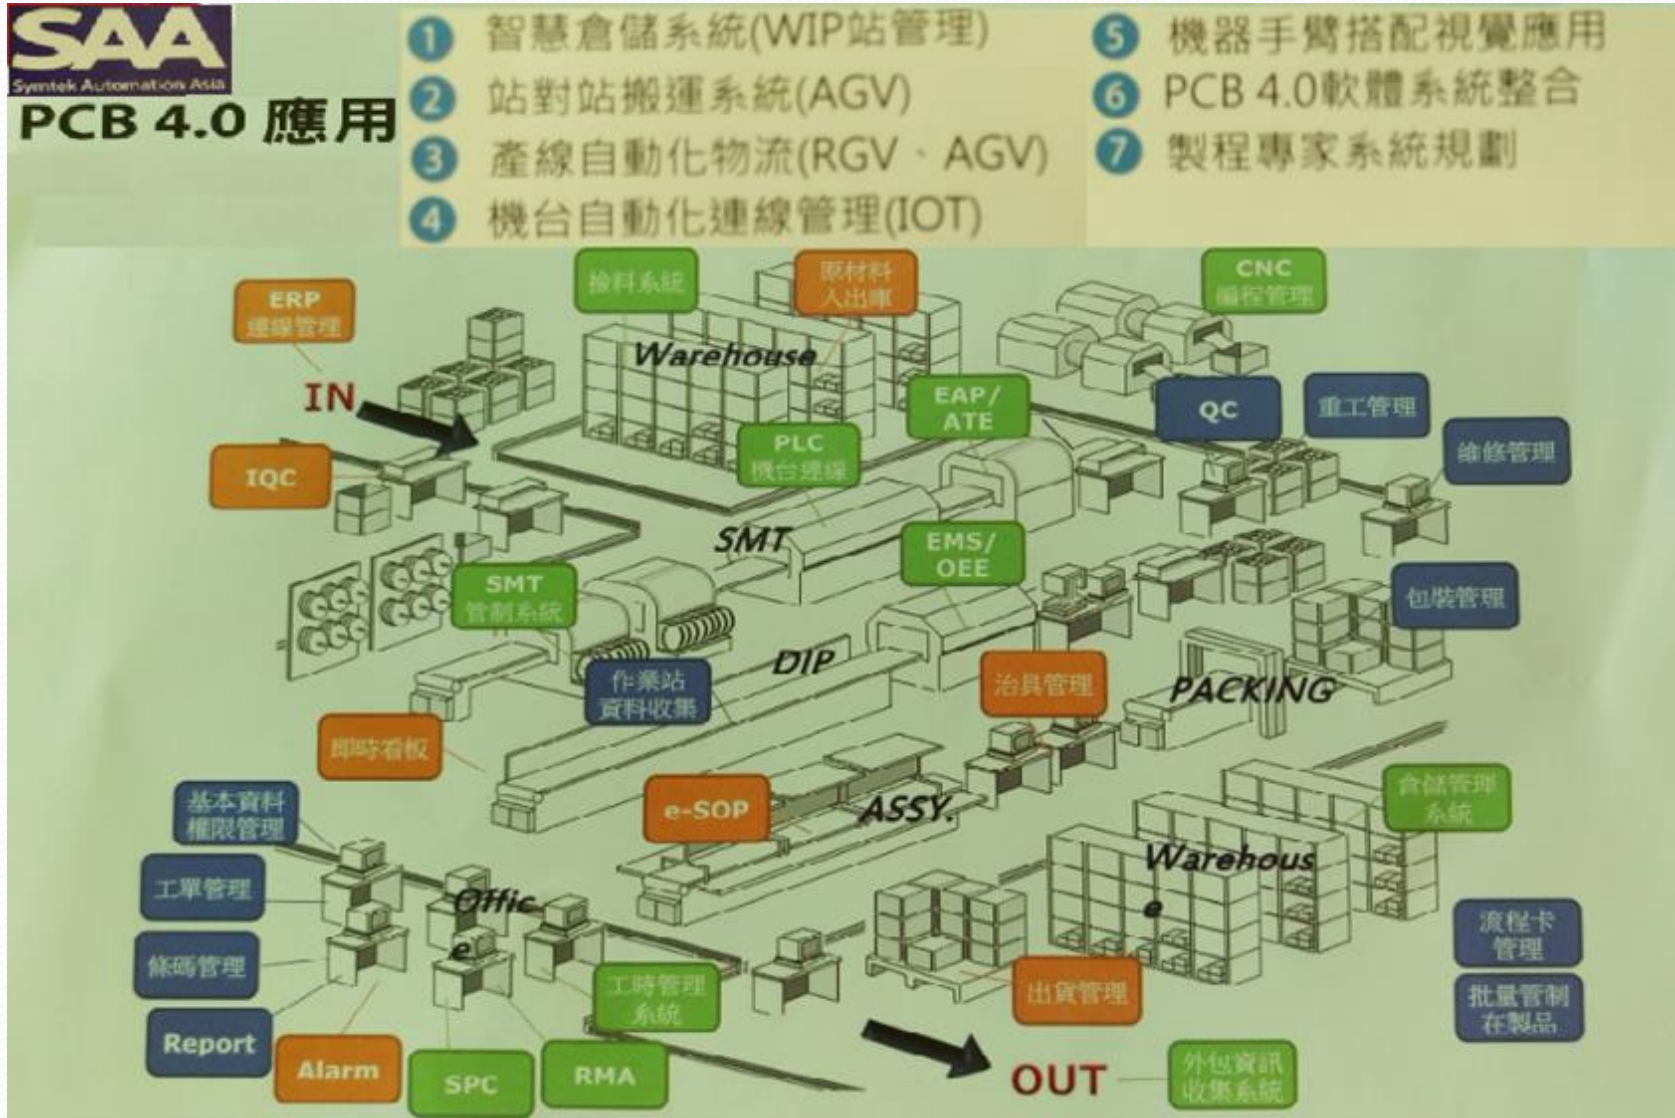 SAA
Symtek Automation Asia
PCB 4.0 應用
1 智慧倉儲系統(WIP站管理)
2 站對站搬運系統(AGV)
3 產線自動化物流(RGV、AGV)
4 機台自動化連線管理(IOT)
5 機器手臂搭配視覺應用
6 PCB 4.0軟體系統整合
7 製程專家系統規劃
ERP
連線管理
撿料系統
原材料
入出庫
CNC
編程管理
Warehouse
IN
EAP/
ATE
QC
重工管理
PLC
機台連線
維修管理
IQC
SMT
EMS/
OEE
SMT
管制系統
包裝管理
DIP
作業站
資料收集
治具管理
PACKING
即時看板
基本資料
權限管理
e-SOP
ASSY.
倉儲管理
系統
Warehous
e
工單管理
Offic
e
流程卡
管理
條碼管理
工時管理
系統
出貨管理
批量管制
在製品
Report
Alarm
SPC
RMA
OUT
外包資訊
收集系統